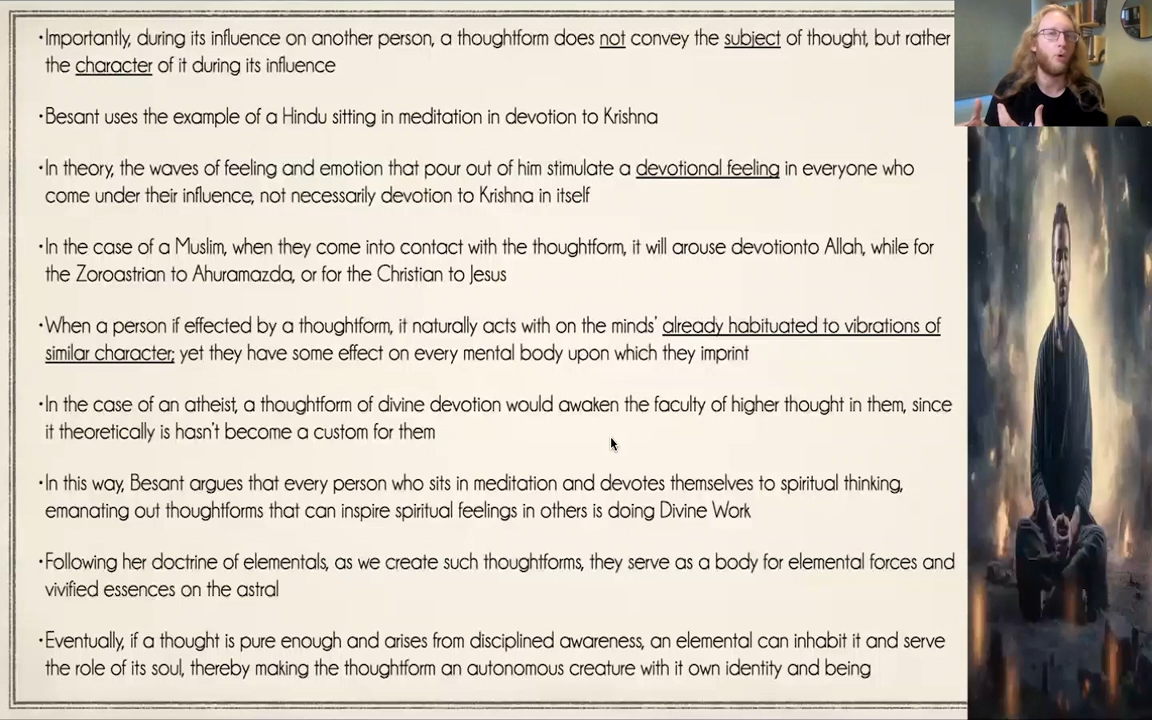 •Importantly, during its influence on another person, a thoughtform does not convey the subject of thought, but rather
the character of it during its influence
•Besant uses the example of a Hindu sitting in meditation in devotion to Krishna
•In theory, the waves of feeling and emotion that pour out of him stimulate a devotional feeling in everyone who
come under their influence, not necessarily devotion to Krishna in itself
•In the case of a Muslim, when they come into contact with the thoughtform, it will arouse devotionto Allah, while for
the Zoroastrian to Ahuramazda, or for the Christian to Jesus
•When a person if effected by a thoughtform, it naturally acts with on the minds' already habituated to vibrations of
similar character; yet they have some effect on every mental body upon which they imprint
•In the case of an atheist, a thoughtform of divine devotion would awaken the faculty of higher thought in them, since
it theoretically is hasn't become a custom for them
•In this way, Besant argues that every person who sits in meditation and devotes themselves to spiritual thinking,
emanating out thoughtforms that can inspire spiritual feelings in others is doing Divine Work
•Following her doctrine of elementals, as we create such thoughtforms, they serve as a body for elemental forces and
vivified essences on the astral
•Eventually, if a thought is pure enough and arises from disciplined awareness, an elemental can inhabit it and serve
the role of its soul, thereby making the thoughtform an autonomous creature with it own identity and being